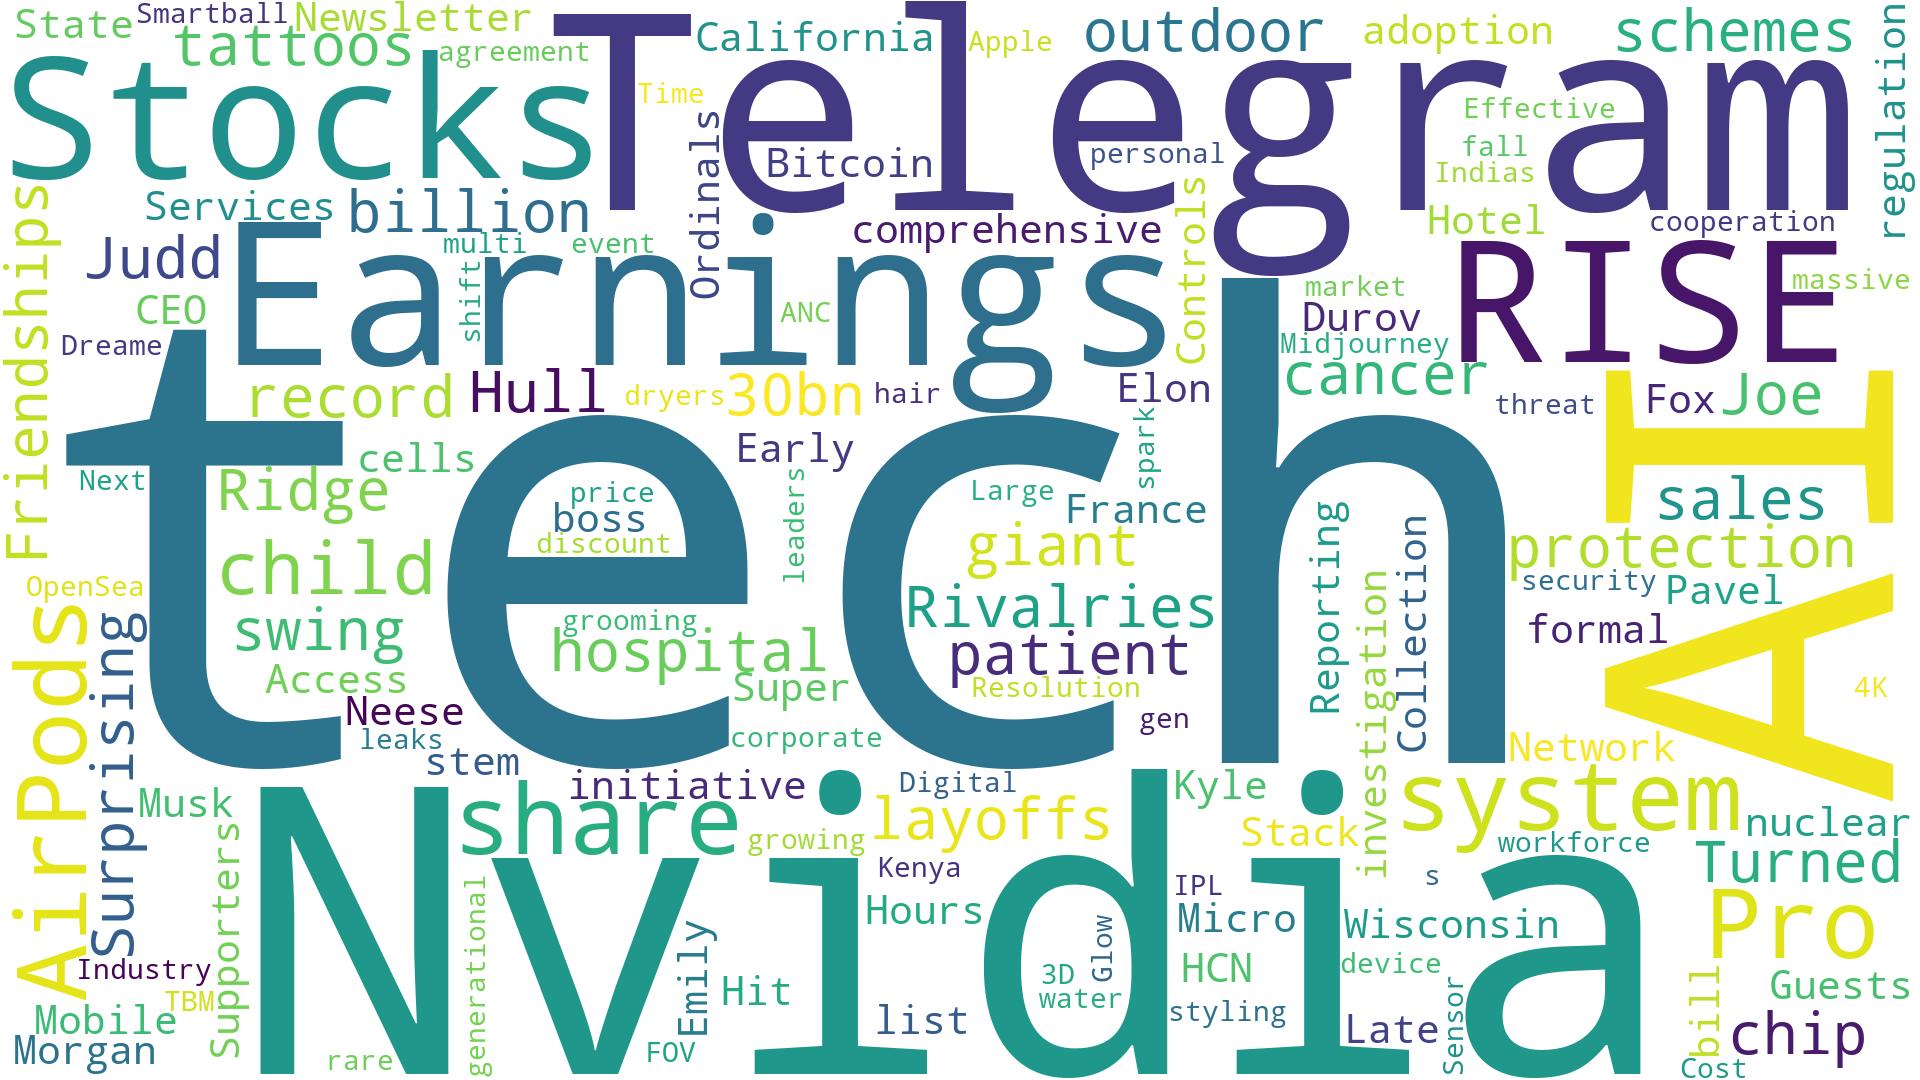 State
Smartball
Newsletter
tattoos
agreement
Telegram
California
Apple
outdoor
adoption
schemes
regulation
Stocks
Time
Ordinals
Bitcoin
personal
Effective
fall
Indias
Services
billion
multi
event
comprehensive
Controls
Hotel
cooperation
Friendships
Judd
CEO
Dreame
Earnings
shift
ANC
market
Durov
Midjourney
RISE
massive
record
Hull
dryers
30bn
hair
Elon
cancer
threat
Fox
Joe
AI
tech
Early
spark
cells
Next
Ridge
price
boss
discount
leaders
Large
France
giant
Reporting
Collection
sales
protection
security
Pavel
OpenSea
child
swing
grooming
hospital
Rivalries
patient
investigation
formal
AirPods
Surprising
Access
Super
Resolution
gen
4K
Neese
leaks
stem
corporate
Network
Musk
initiative
Digital
Kyle
system
share
growing
layoffs
Stack
workforce
nuclear
Turned
Nvidia
Supporters
generational
Kenya
Hours
IPL
Micro
s
Wisconsin
Pro
Industry
TBM
Emily
Hit
3D
water
Glow
HCN
device
Guests
Mobile
Morgan
rare
FOV
list
styling
Late
Sensor
bill
chip
Cost